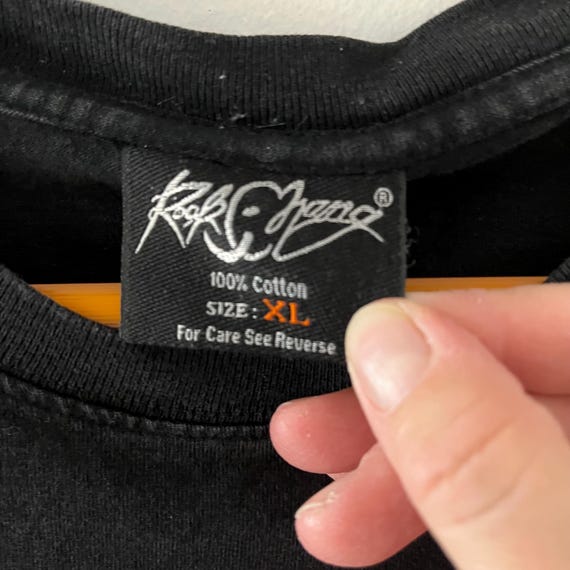 Rock Chang®
100% Cotton
SIZE: XL
For Care See Reverse